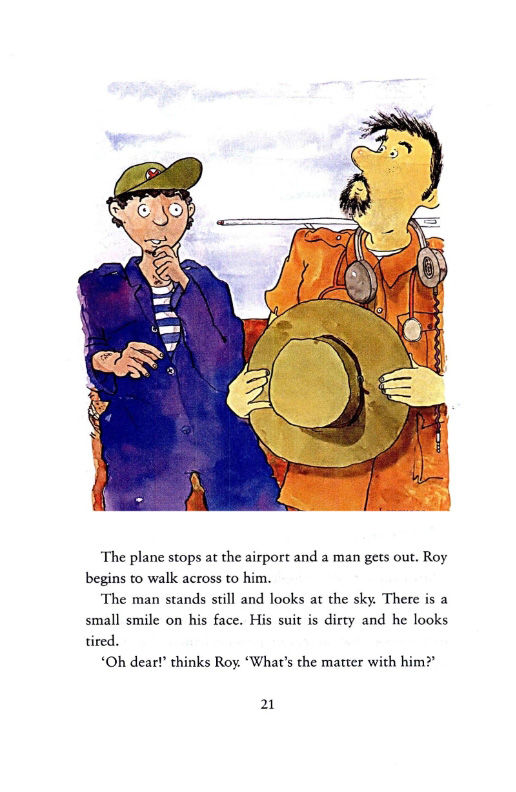 The plane stops at the airport and a man gets out. Roy
begins to walk across to him.
The man stands still and looks at the sky. There is a
small smile on his face. His suit is dirty and he looks
tired.
‘Oh dear!’ thinks Roy. ‘What’s the matter with him?’
21